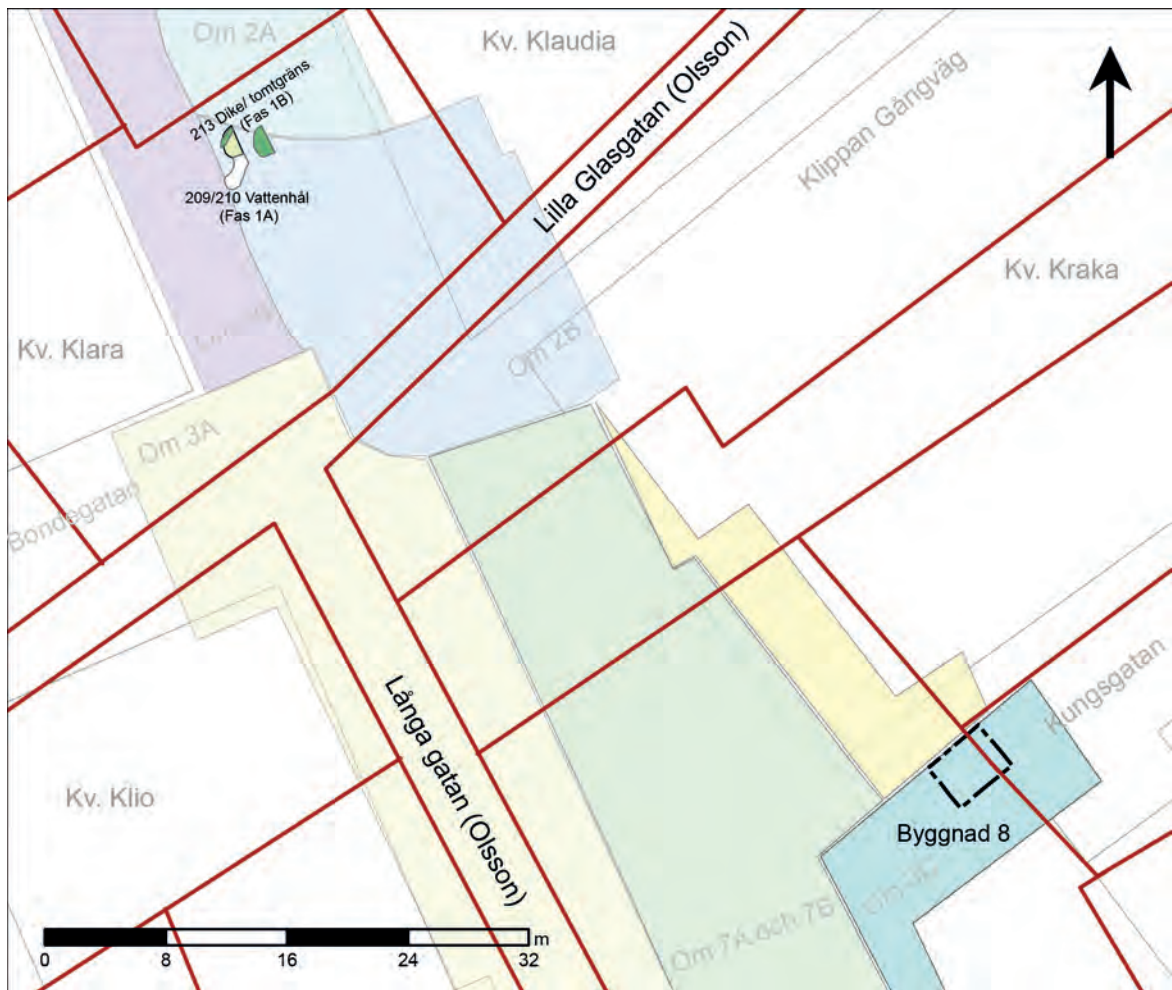 Om 2A
Kv. Klaudia
213 Dike/ tomtgräns
(Fas 1B)
209/210 Vattenhål
(Fas 1A)
Lilla Glasgatan (Olsson)
Klippan Gångväg
Kv. Kraka
Kv. Klara
Om 2B
Om 3A
Bondegatan
Långa gatan (Olsson)
Kungsgatan
Kv. Klio
Byggnad 8
Om 7A och 7B
0
8
16
24
32
m